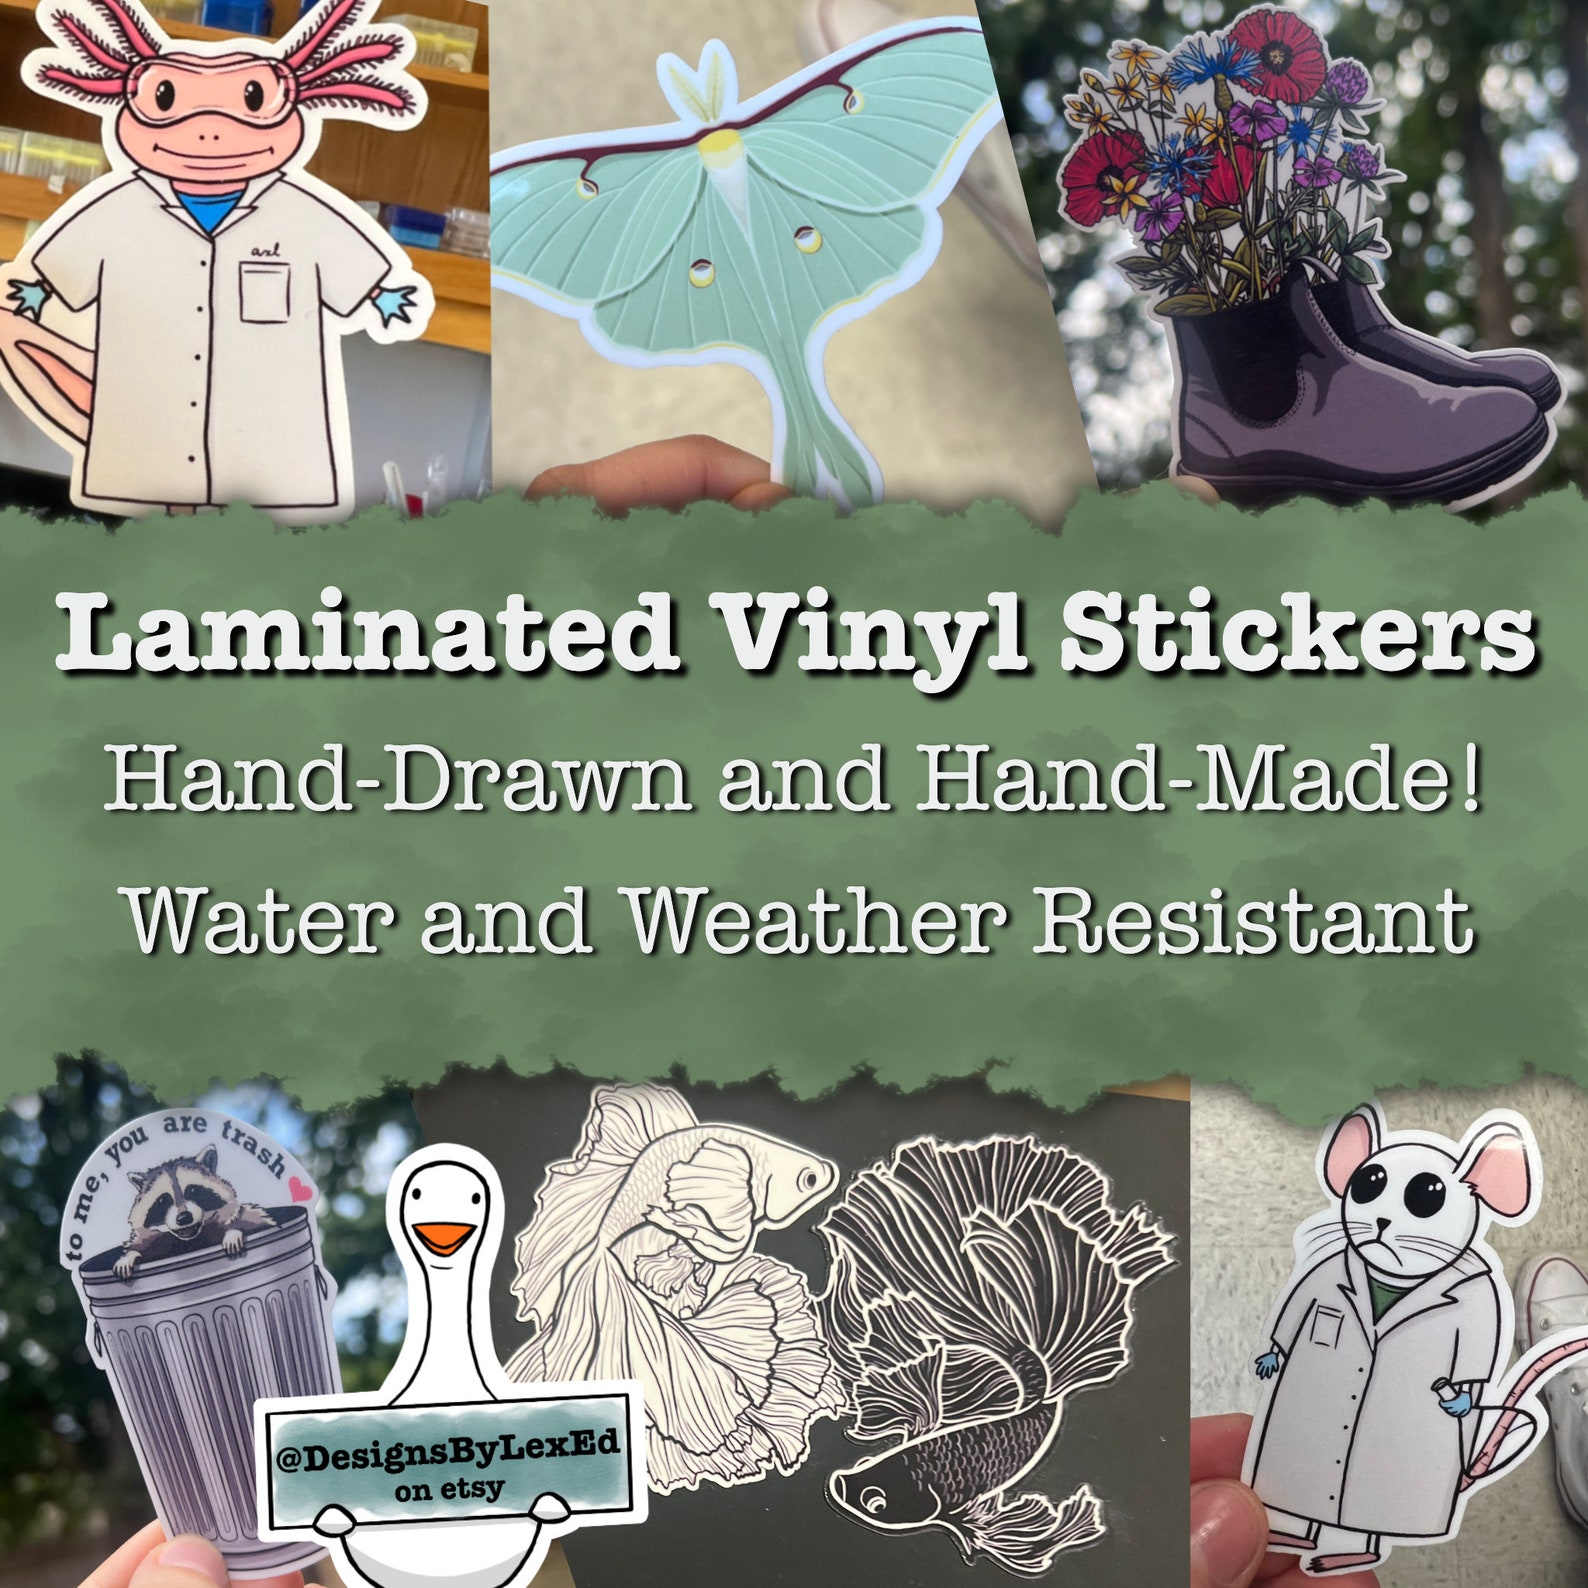 axl
Laminated Vinyl Stickers
Hand-Drawn and Hand-Made!
Water and Weather Resistant
to me, you are trash
@DesignsByLexEd
on etsy